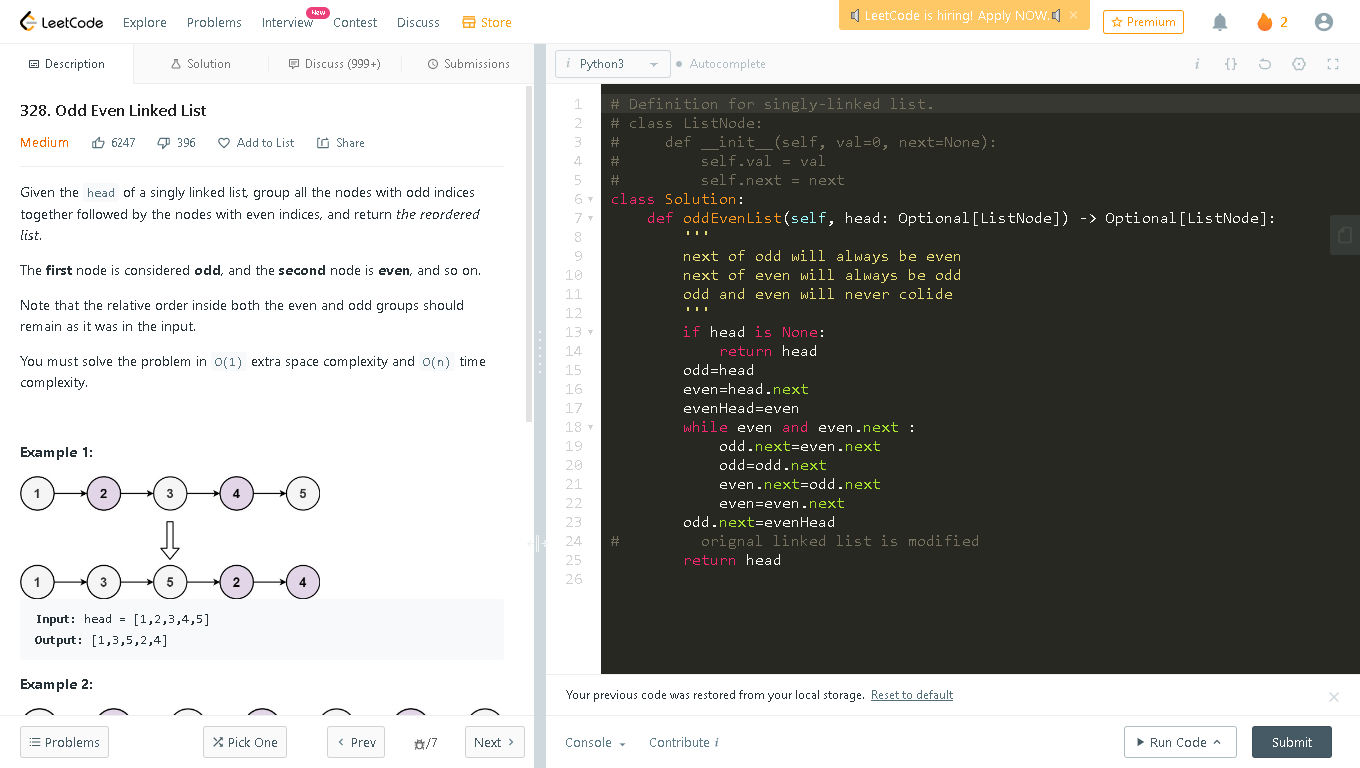 LeetCode
Explore
Problems
Interview
New
Contest
Discuss
Store
LeetCode is hiring! Apply NOW.
Premium
2
Description
Solution
Discuss (999+)
Submissions
i Python3
Autocomplete
i
{}
328. Odd Even Linked List
Medium
6247
396
Add to List
Share
Given the head of a singly linked list, group all the nodes with odd indices
together followed by the nodes with even indices, and return the reordered
list.
The first node is considered odd, and the second node is even, and so on.
Note that the relative order inside both the even and odd groups should
remain as it was in the input.
You must solve the problem in O(1) extra space complexity and O(n) time
complexity.
Example 1:
1 2 3 4 5
1 3 5 2 4
Input: head = [1,2,3,4,5]
Output: [1,3,5,2,4]
Example 2:
Problems
Pick One
Prev
/7
Next
1 # Definition for singly-linked list.
2 # class ListNode:
3 #     def __init__(self, val=0, next=None):
4 #         self.val = val
5 #         self.next = next
6 class Solution:
7     def oddEvenList(self, head: Optional[ListNode]) -> Optional[ListNode]:
8         '''
9         next of odd will always be even
10         next of even will always be odd
11         odd and even will never colide
12         '''
13         if head is None:
14             return head
15         odd=head
16         even=head.next
17         evenHead=even
18         while even and even.next :
19             odd.next=even.next
20             odd=odd.next
21             even.next=odd.next
22             even=even.next
23         odd.next=evenHead
24 #         orignal linked list is modified
25         return head
26
Your previous code was restored from your local storage. Reset to default
Console
Contribute i
Run Code
Submit